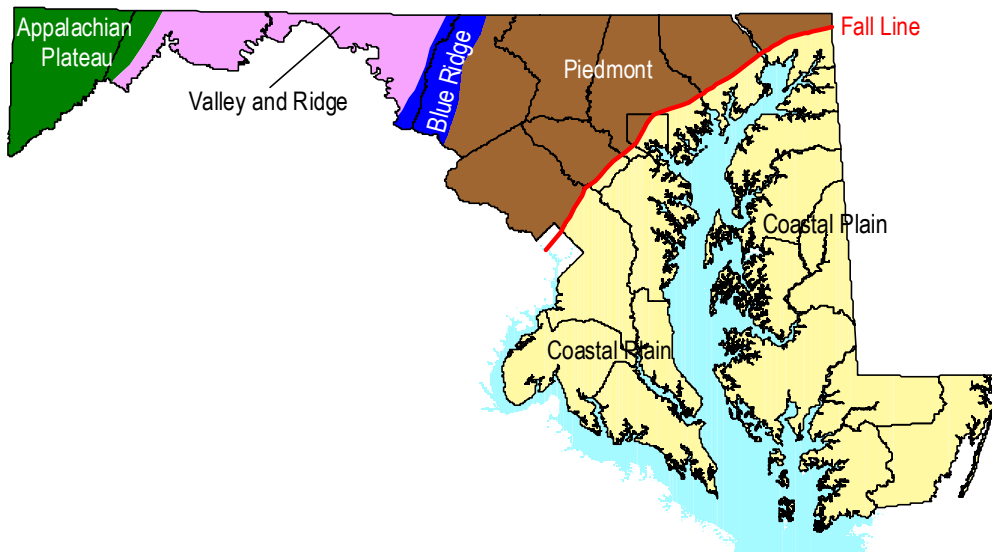 Appalachian
Plateau
Valley and Ridge
Blue Ridge
Piedmont
Fall Line
Coastal Plain
Coastal Plain